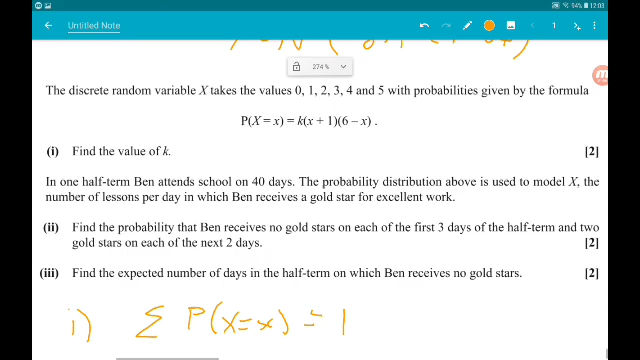 94% 12:03
1
274 %
The discrete random variable X takes the values 0, 1, 2, 3, 4 and 5 with probabilities given by the formula
P(X = x) = k(x + 1)(6 – x) .
(i) Find the value of k. [2]
In one half-term Ben attends school on 40 days. The probability distribution above is used to model X, the
number of lessons per day in which Ben receives a gold star for excellent work.
(ii) Find the probability that Ben receives no gold stars on each of the first 3 days of the half-term and two
gold stars on each of the next 2 days. [2]
(iii) Find the expected number of days in the half-term on which Ben receives no gold stars. [2]
i) Σ P(X=x) = 1